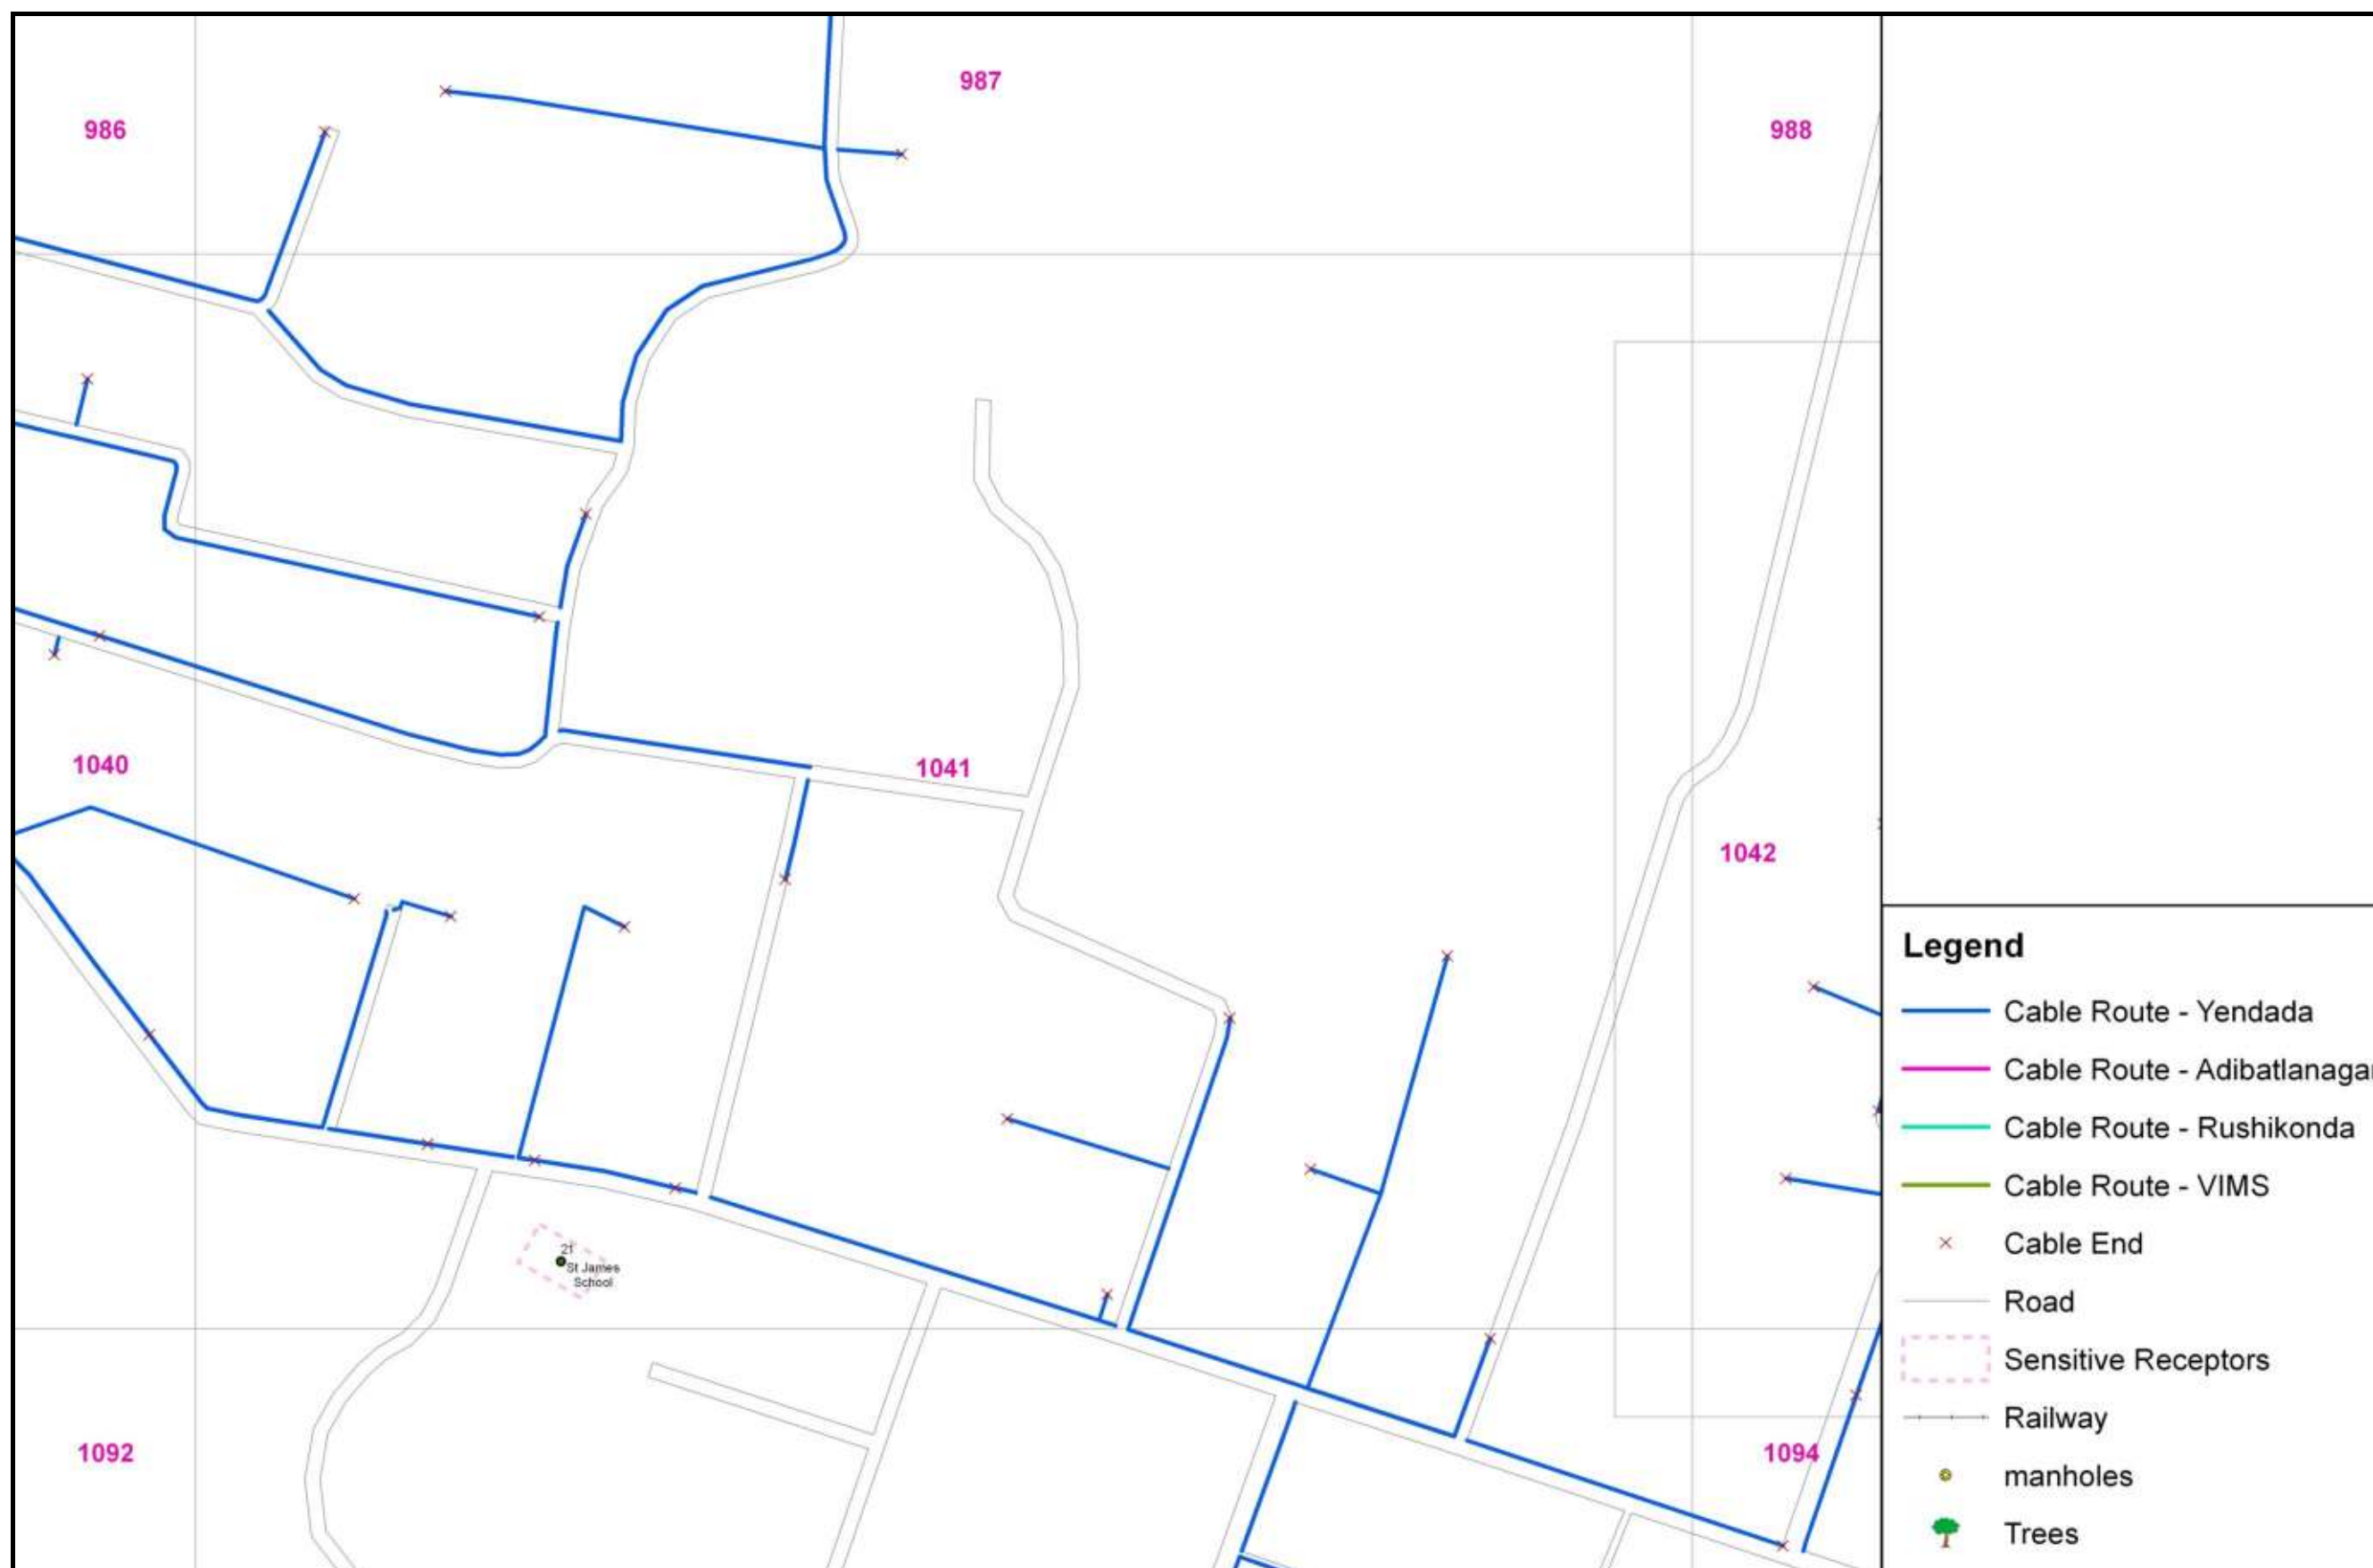 987
986
988
1040
1041
1042
21
St James
School
1092
1094
Legend
Cable Route - Yendada
Cable Route - Adibatlanagar
Cable Route - Rushikonda
Cable Route - VIMS
Cable End
Road
Sensitive Receptors
Railway
manholes
Trees